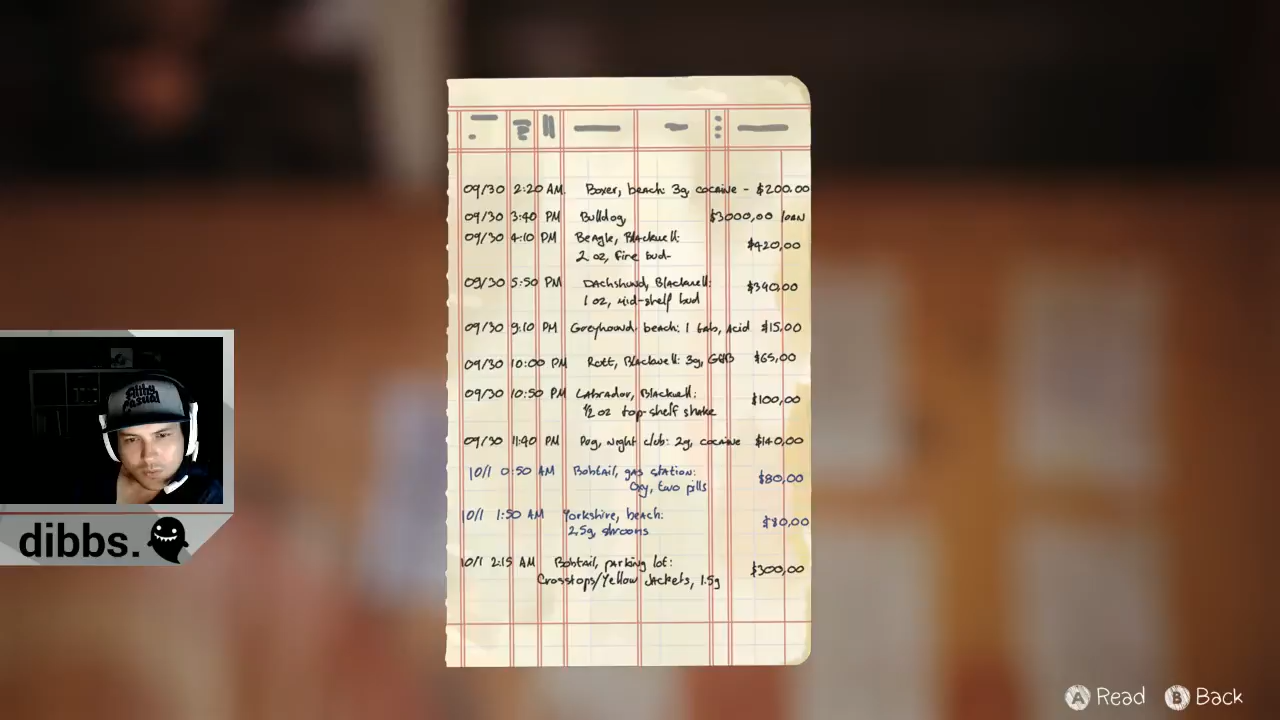 09/30 2:20 AM. Boxer, beach: 3g, cocaine - $200.00
09/30 3:40 PM Bulldog, $3000,00 loan
09/30 4:10 PM Beagle, Blackwell: $420,00
2 oz, fire bud-
09/30 5:50 PM Dachshund, Blackwell: $340,00
1 oz, mid-shelf bud
09/30 9:10 PM Greyhound beach: 1 tab, Acid $15,00
09/30 10:00 PM Rott, Blackwell: 3g, GHB $65,00
09/30 10:50 PM Labrador, Blackwell: $100,00
1/2 oz top-shelf shake
09/30 11:40 PM Pog, night club: 2g, cocaine $140,00
10/1 0:50 AM Bobtail, gas station: $80,00
Oxy, two pills
10/1 1:50 AM Yorkshire, beach: $80,00
2,5g, shrooms
10/1 2:15 AM Bobtail, parking lot: $300,00
Crosstops/Yellow Jackets, 1.5g
Filthy
Casual
dibbs.
A Read B Back